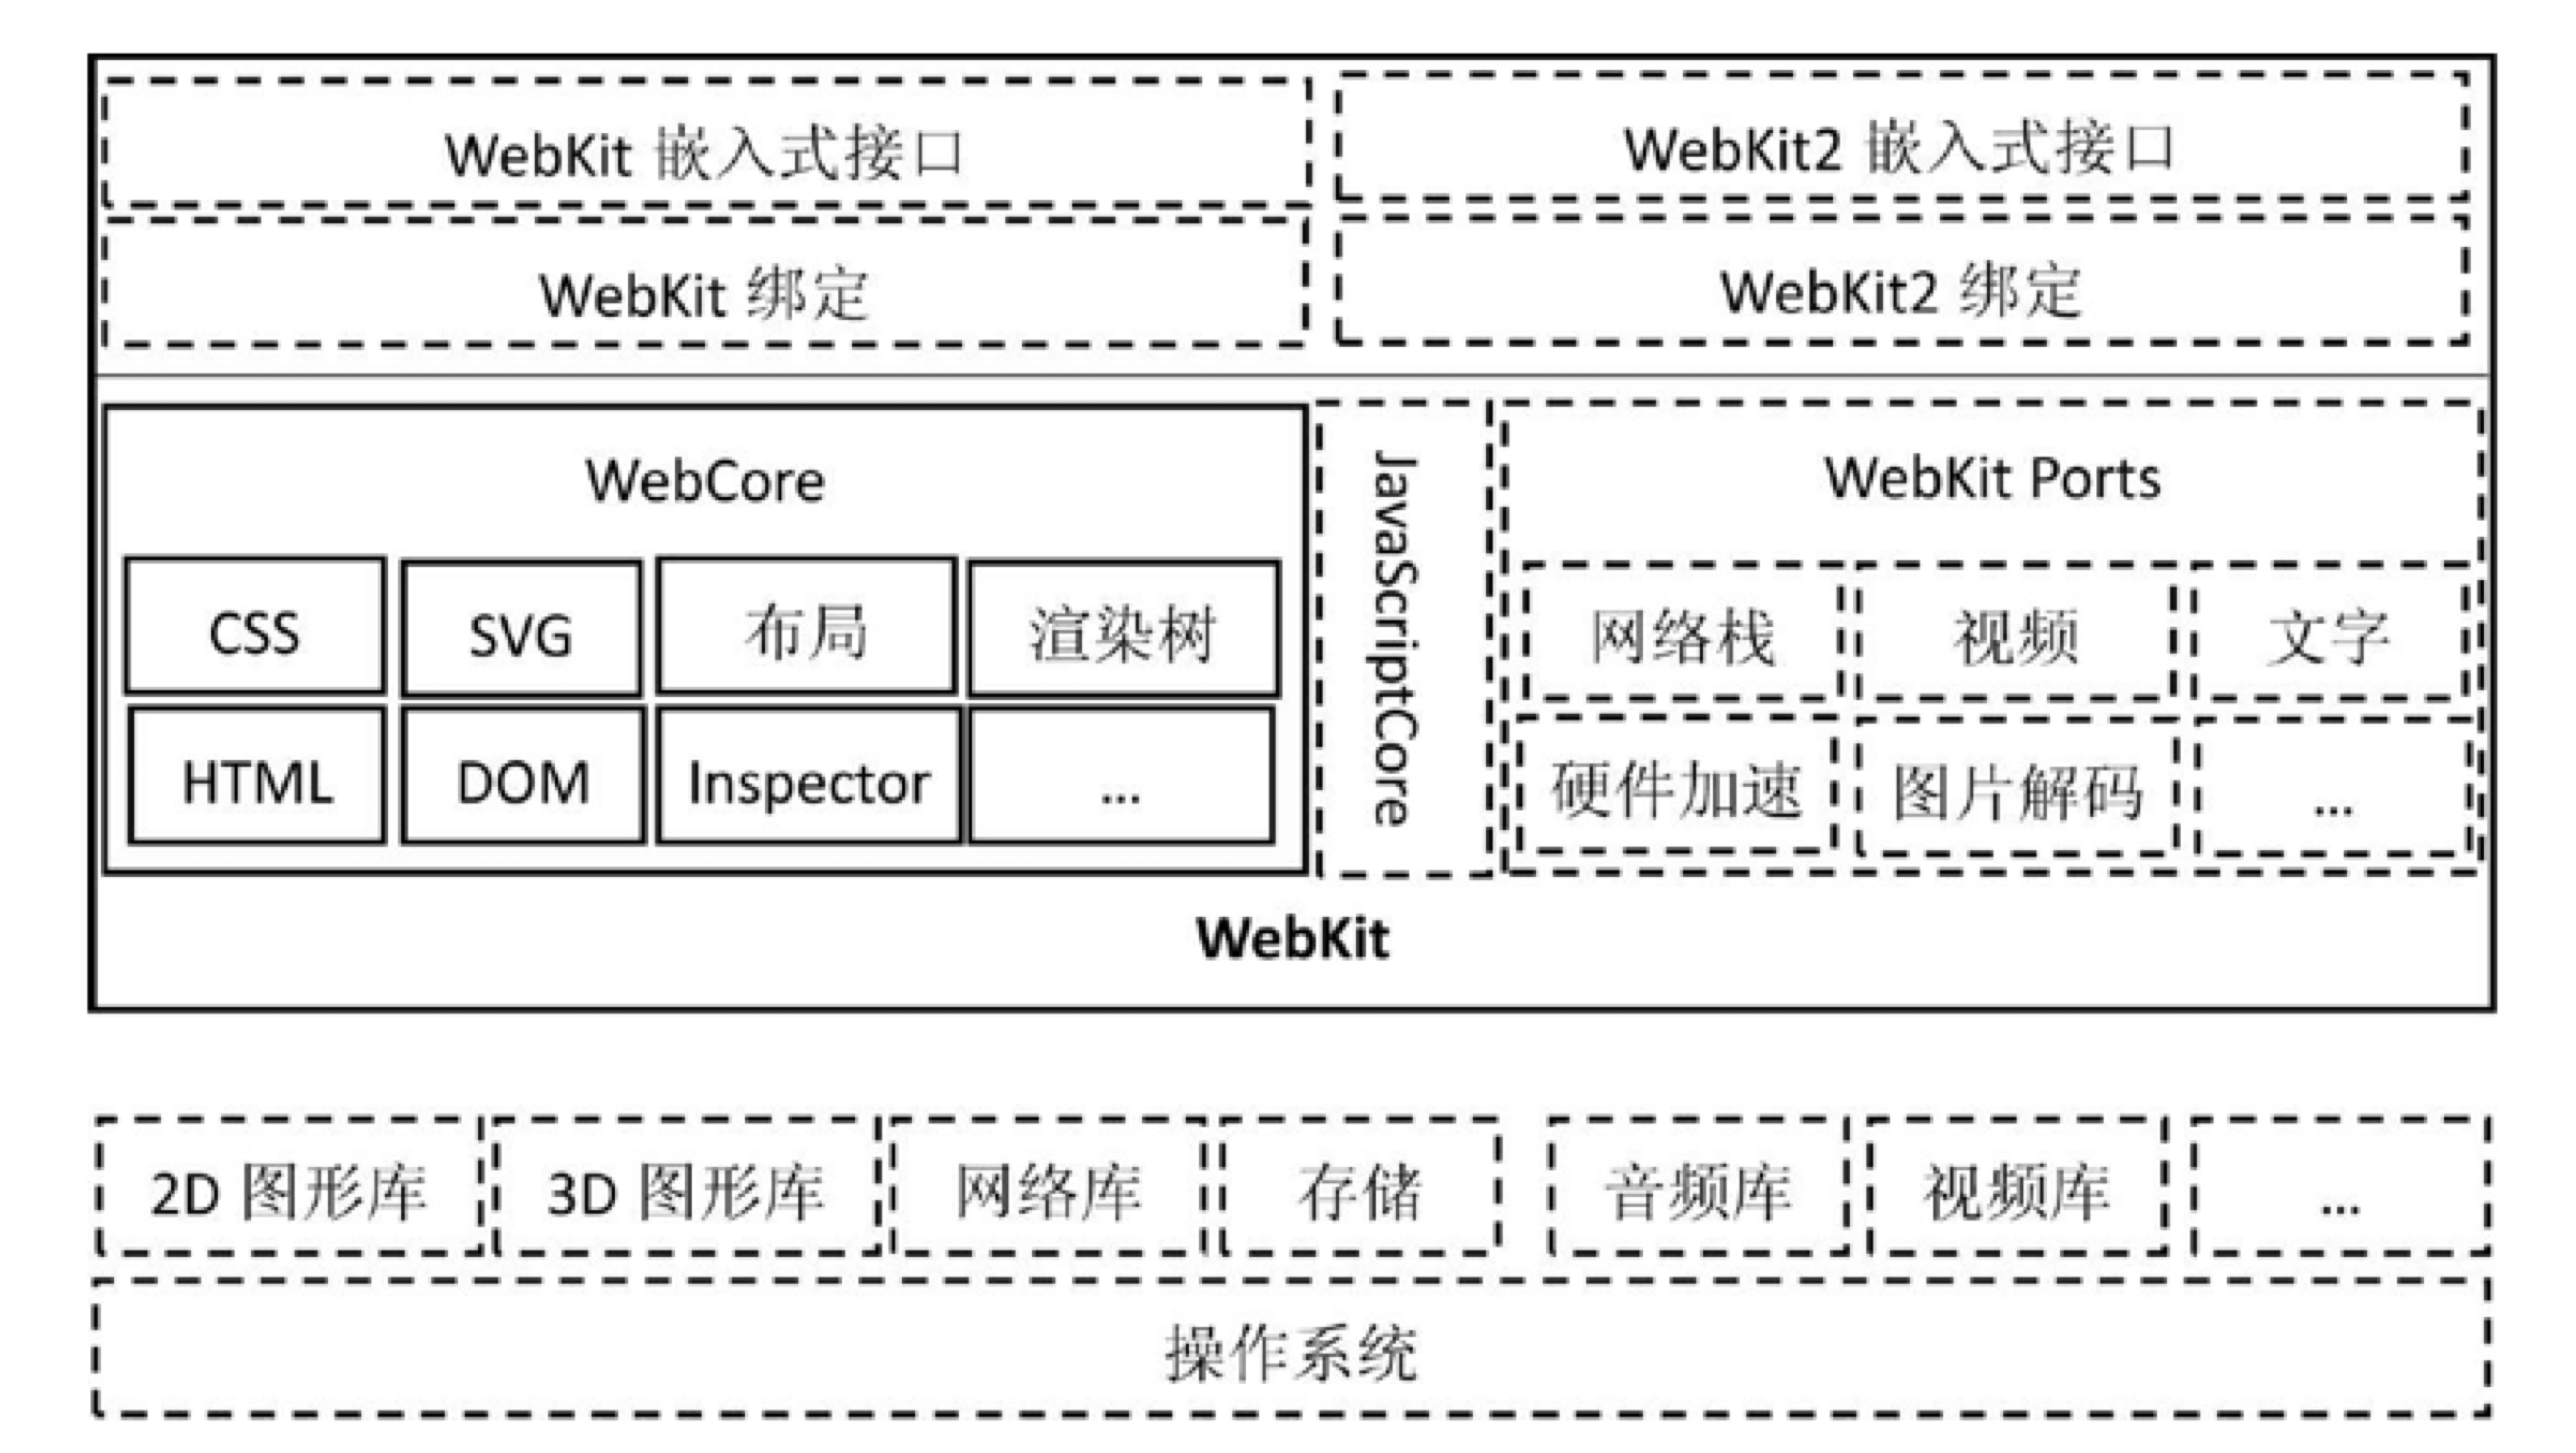 WebKit 嵌入式接口
WebKit2 嵌入式接口
WebKit 绑定
WebKit2 绑定
WebCore
CSS
SVG
布局
渲染树
HTML
DOM
Inspector
...
JavaScriptCore
WebKit Ports
网络栈
视频
文字
硬件加速
图片解码
...
WebKit
2D 图形库
3D 图形库
网络库
存储
音频库
视频库
...
操作系统